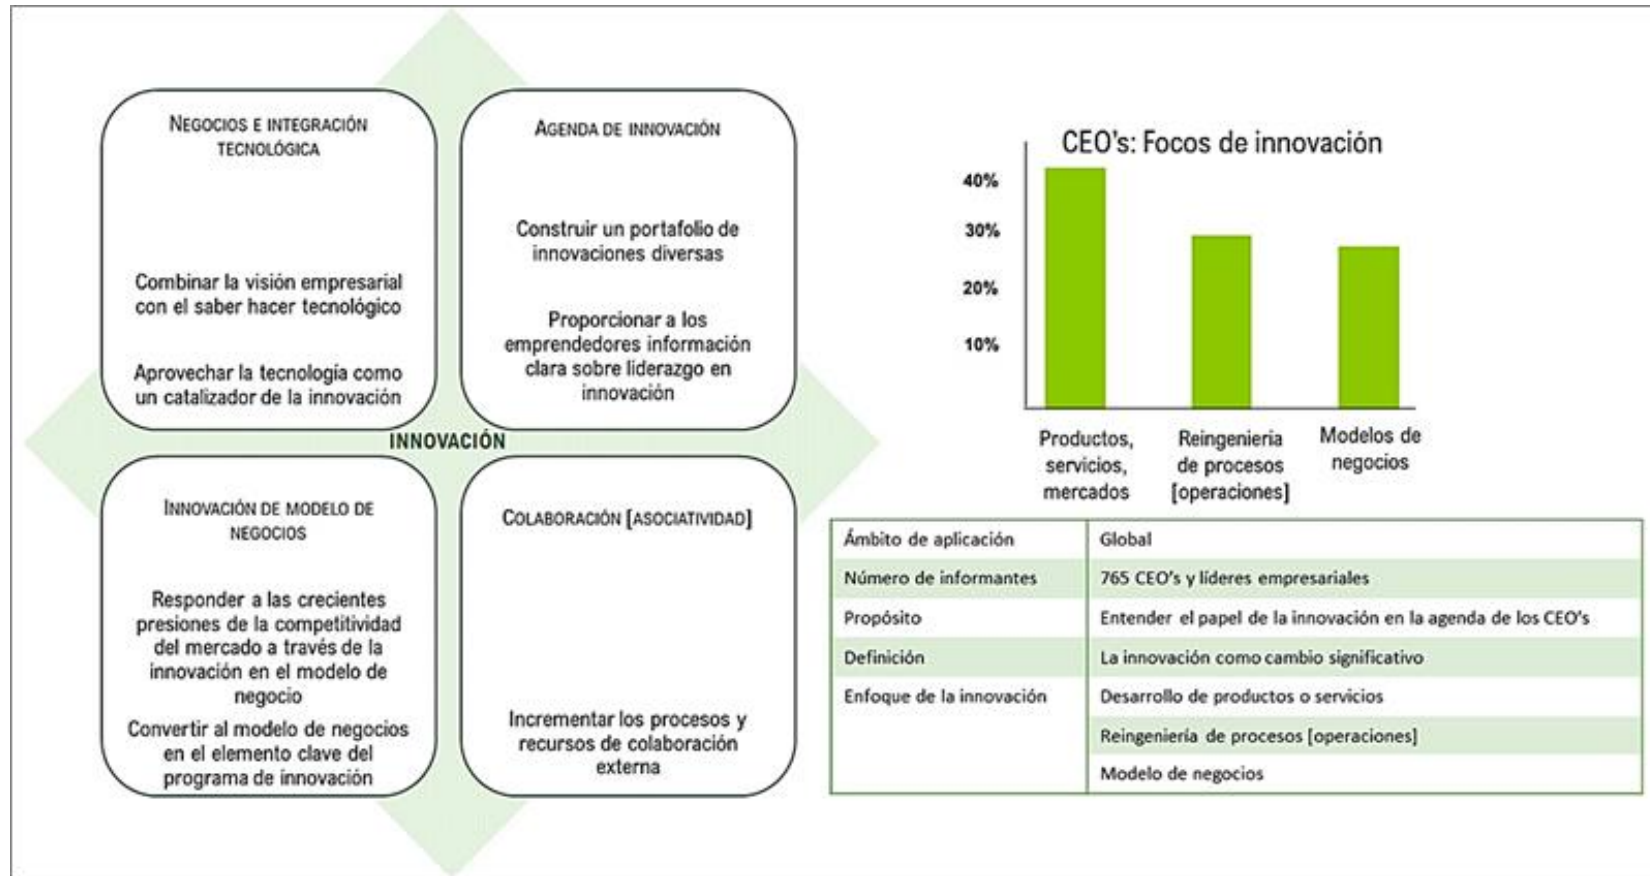 NEGOCIOS E INTEGRACIÓN
TECNOLÓGICA
Combinar la visión empresarial
con el saber hacer tecnológico
Aprovechar la tecnología como
un catalizador de la innovación
AGENDA DE INNOVACIÓN
Construir un portafolio de
innovaciones diversas
Proporcionar a los
emprendedores información
clara sobre liderazgo en
innovación
INNOVACIÓN
INNOVACIÓN DE MODELO DE
NEGOCIOS
Responder a las crecientes
presiones de la competitividad
del mercado a través de la
innovación en el modelo de
negocio
Convertir al modelo de negocios
en el elemento clave del
programa de innovación
COLABORACIÓN [ASOCIATIVIDAD]
Incrementar los procesos y
recursos de colaboración
externa
CEO's: Focos de innovación
40%
30%
20%
10%
Productos,
servicios,
mercados
Reingeniería
de procesos
[operaciones]
Modelos de
negocios
Ámbito de aplicación Global
Número de informantes 765 CEO's y líderes empresariales
Propósito Entender el papel de la innovación en la agenda de los CEO's
Definición La innovación como cambio significativo
Enfoque de la innovación Desarrollo de productos o servicios
Reingeniería de procesos [operaciones]
Modelo de negocios